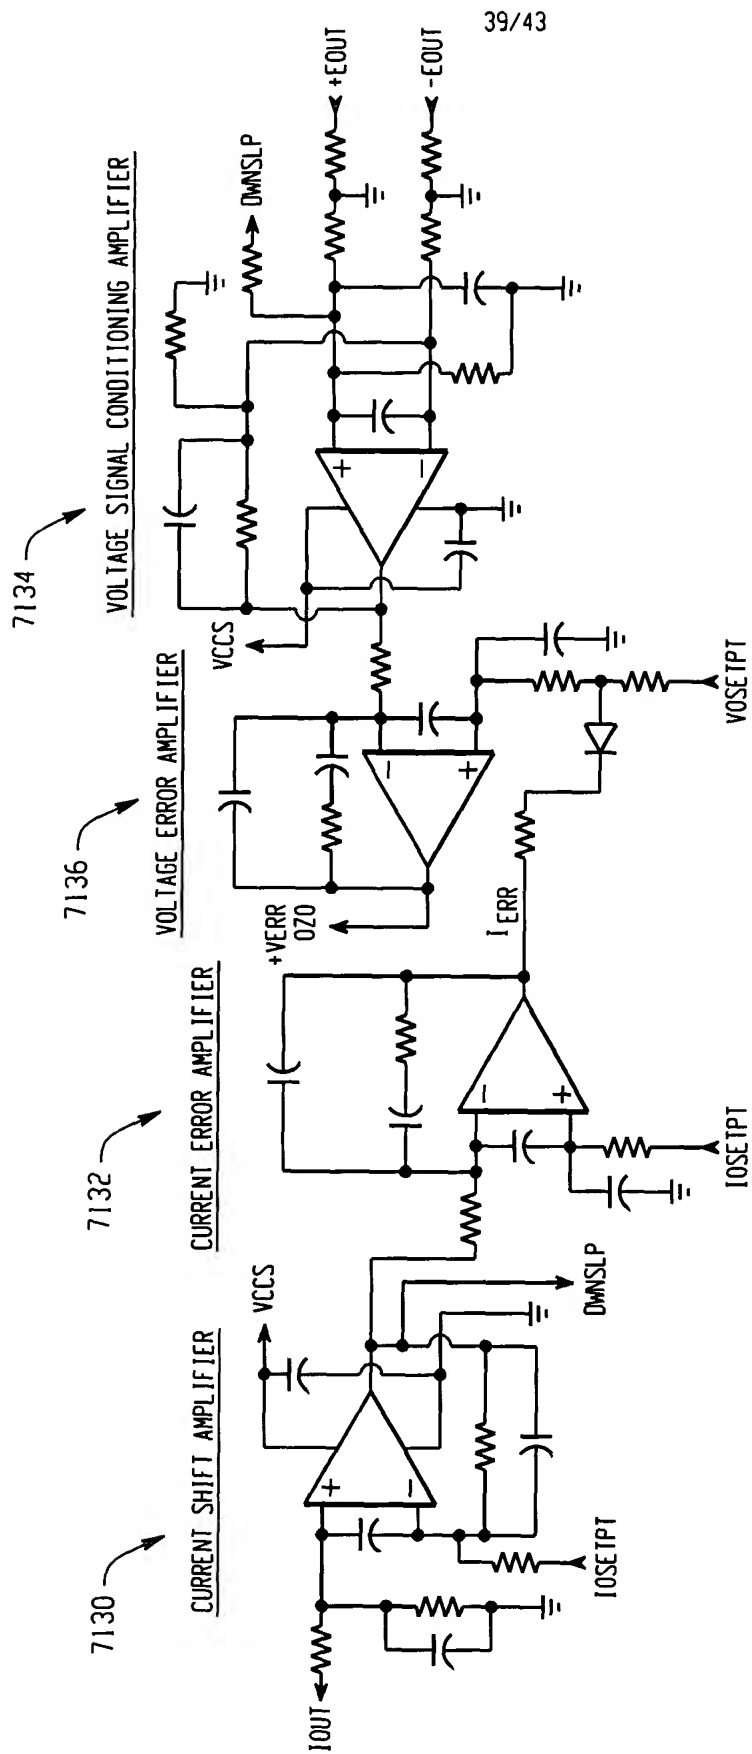 39/43
7130
CURRENT SHIFT AMPLIFIER
IOUT
+
−
VCCS
IOSETPT
DWNSLP
7132
CURRENT ERROR AMPLIFIER
−
+
IOSETPT
IERR
7136
VOLTAGE ERROR AMPLIFIER
+VERR
OZO
−
+
VOSETPT
7134
VOLTAGE SIGNAL CONDITIONING AMPLIFIER
VCCS
+
−
DWNSLP
+EOUT
-EOUT